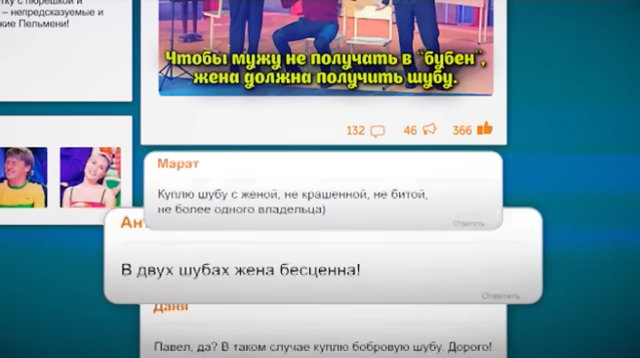 тку с пюрешкой и
– непредсказуемые и
кие Пельмени!
Чтобы мужу не получать в "бубен",
жена должна получить шубу.
132
46
366
Марат
Куплю шубу с женой, не крашенной, не битой,
не более одного владельца)
Ответить
Ант
В двух шубах жена бесценна!
Ответить
Даня
Павел, да? В таком случае куплю бобровую шубу. Дорого!